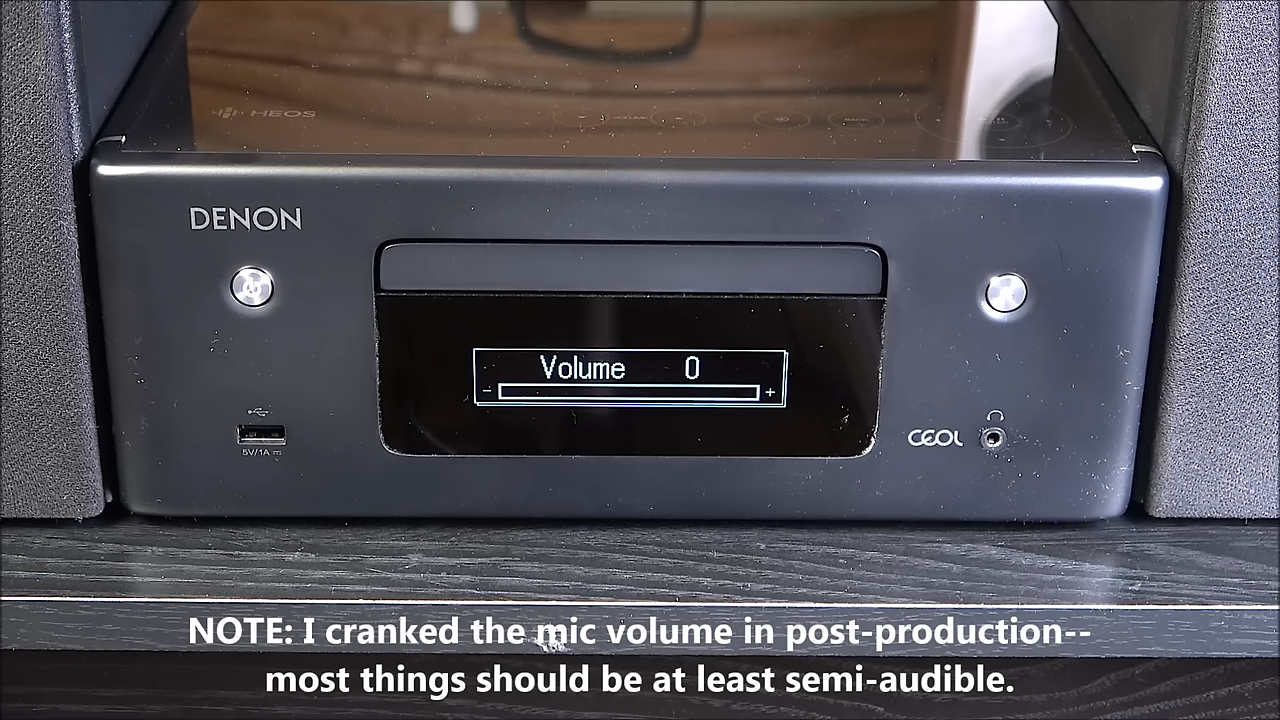 HEOS
DENON
Volume 0
- +
5V/1A
CEOL
NOTE: I cranked the mic volume in post-production--
most things should be at least semi-audible.